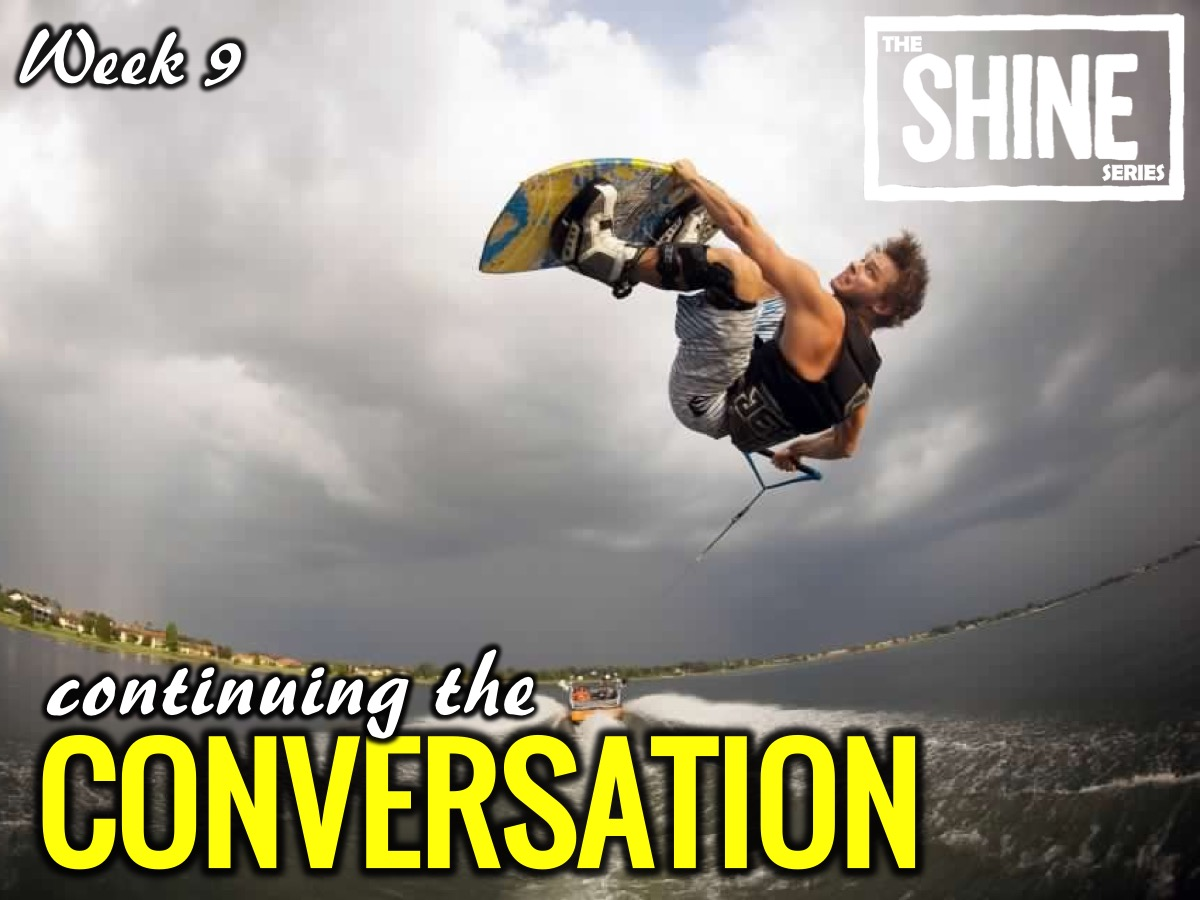 Week 9
THE
SHINE
SERIES
continuing the
CONVERSATION